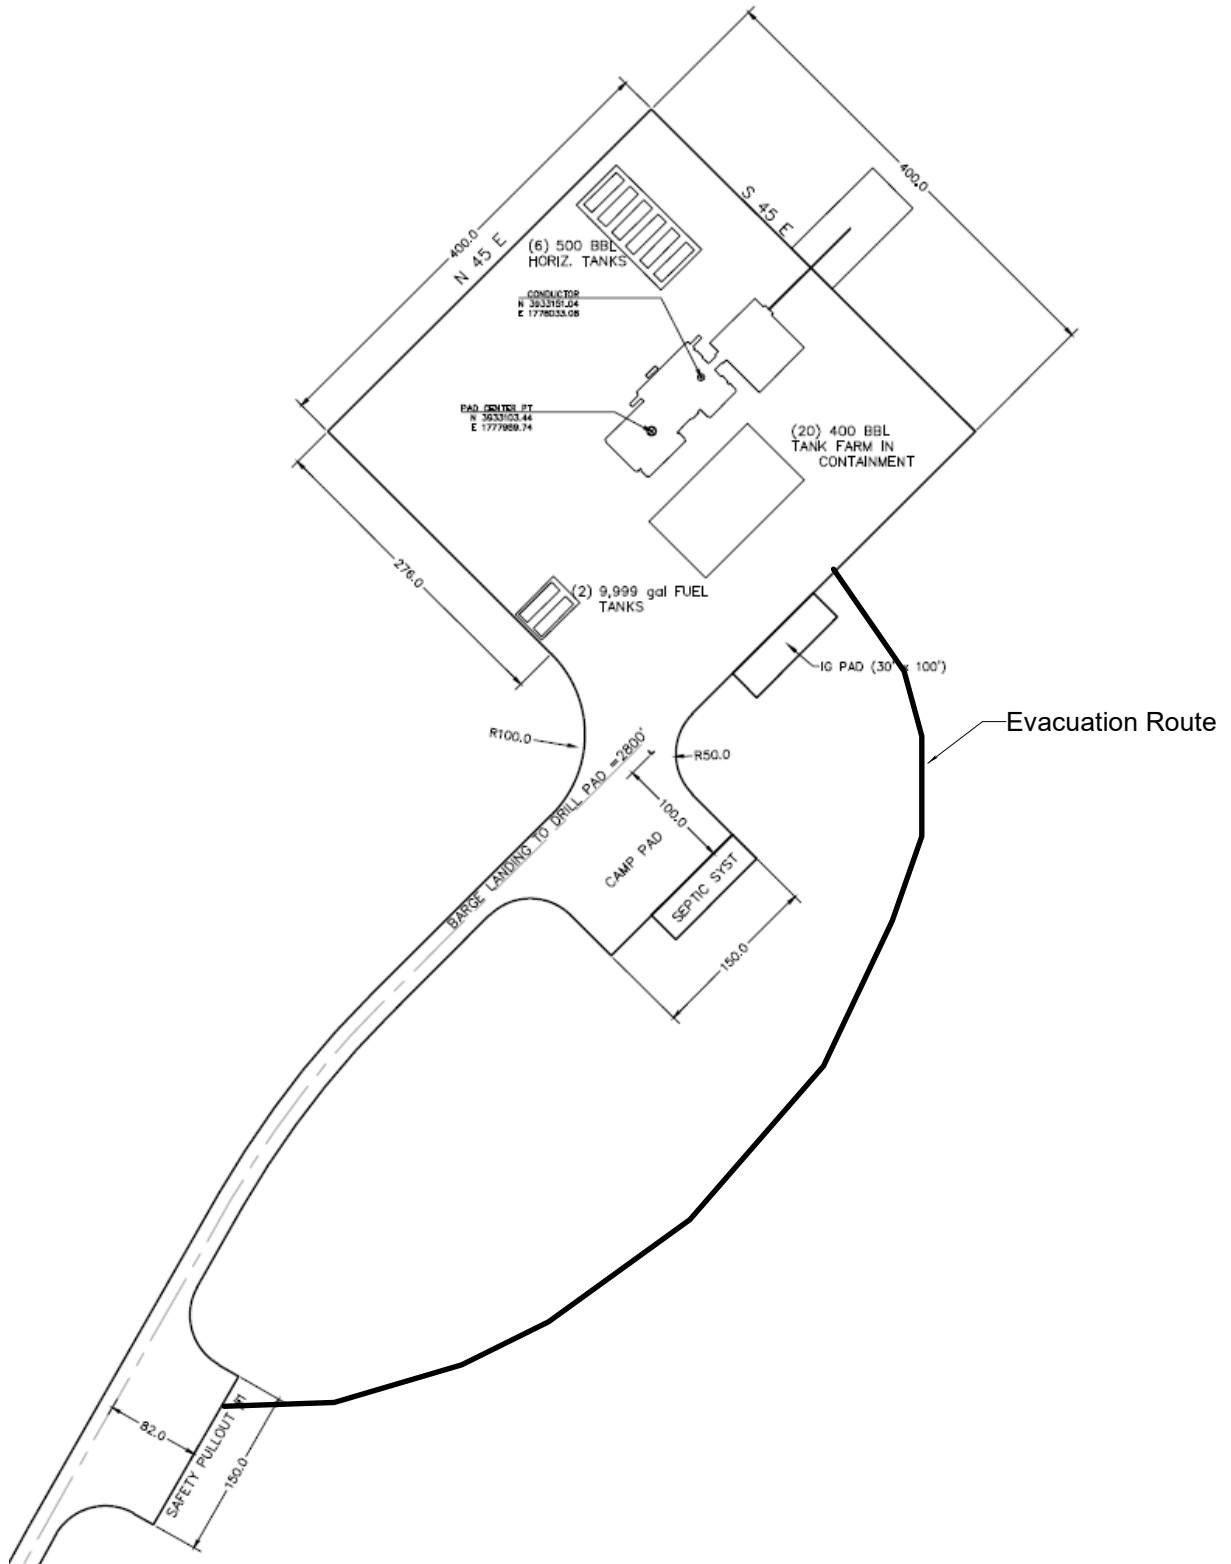 400.0
S 45 E
400.0
N 45 E
(6) 500 BBL
HORIZ. TANKS
CONDUCTOR
N 3933151.04
E 1778033.08
PAD CENTER PT
N 3933103.44
E 1777989.74
(20) 400 BBL
TANK FARM IN
CONTAINMENT
276.0
(2) 9,999 gal FUEL
TANKS
IG PAD (30' x 100')
Evacuation Route
R100.0
R50.0
BARGE LANDING TO DRILL PAD =2800'
100.0
CAMP PAD
SEPTIC SYST
150.0
82.0
SAFETY PULLOUT #1
150.0